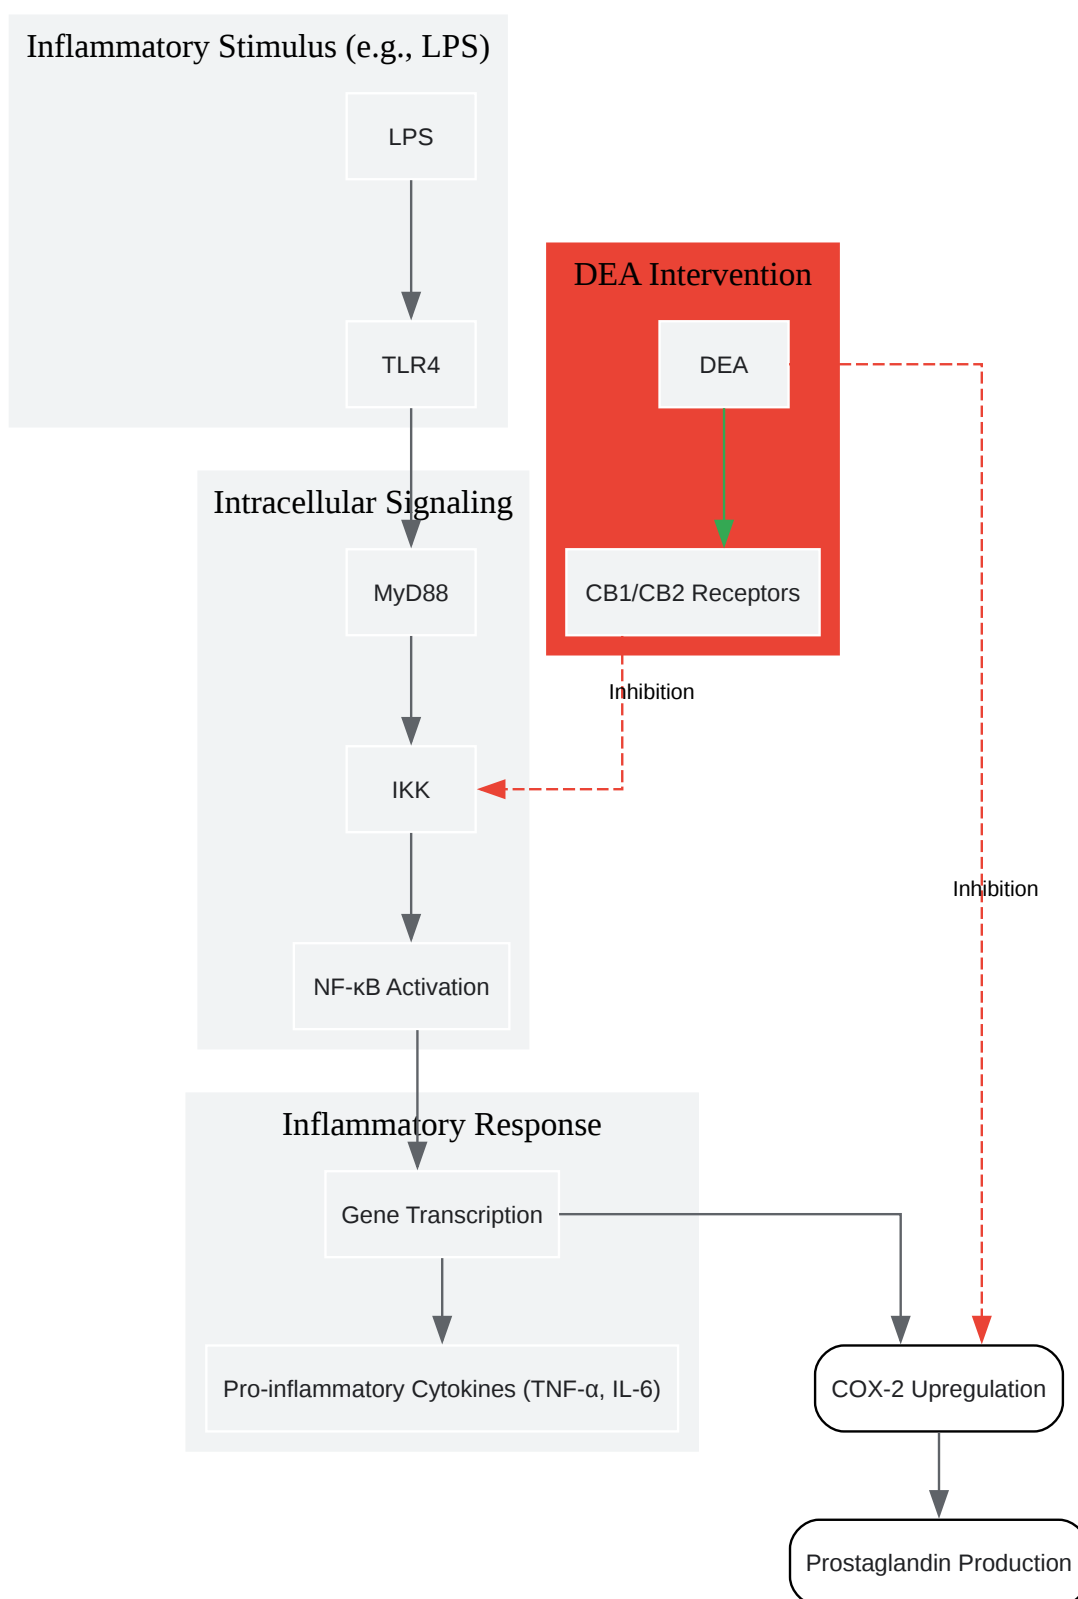 Inflammatory Stimulus (e.g., LPS)
LPS
TLR4
DEA Intervention
DEA
CB1/CB2 Receptors
Inhibition
Intracellular Signaling
MyD88
IKK
NF-κB Activation
Inhibition
Inflammatory Response
Gene Transcription
Pro-inflammatory Cytokines (TNF-α, IL-6)
COX-2 Upregulation
Prostaglandin Production